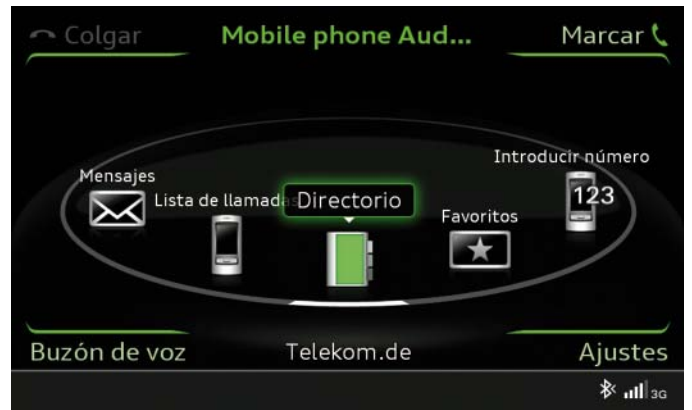 Colgar
Mobile phone Aud...
Marcar
Introducir número
123
Mensajes
Lista de llamadas
Directorio
Favoritos
Buzón de voz
Telekom.de
Ajustes
3G